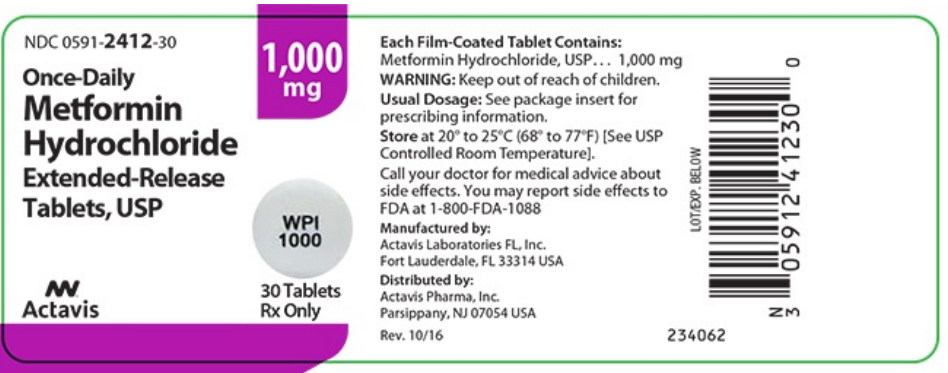 NDC 0591-2412-30
Once-Daily
Metformin
Hydrochloride
Extended-Release
Tablets, USP
1,000
mg
WPI
1000
30 Tablets
Rx Only
Actavis
Each Film-Coated Tablet Contains:
Metformin Hydrochloride, USP... 1,000 mg
WARNING: Keep out of reach of children.
Usual Dosage: See package insert for
prescribing information.
Store at 20° to 25°C (68° to 77°F) [See USP
Controlled Room Temperature].
Call your doctor for medical advice about
side effects. You may report side effects to
FDA at 1-800-FDA-1088
Manufactured by:
Actavis Laboratories FL, Inc.
Fort Lauderdale, FL 33314 USA
Distributed by:
Actavis Pharma, Inc.
Parsippany, NJ 07054 USA
Rev. 10/16
234062
LOT/EXP. BELOW
N
3
05912 41230
0